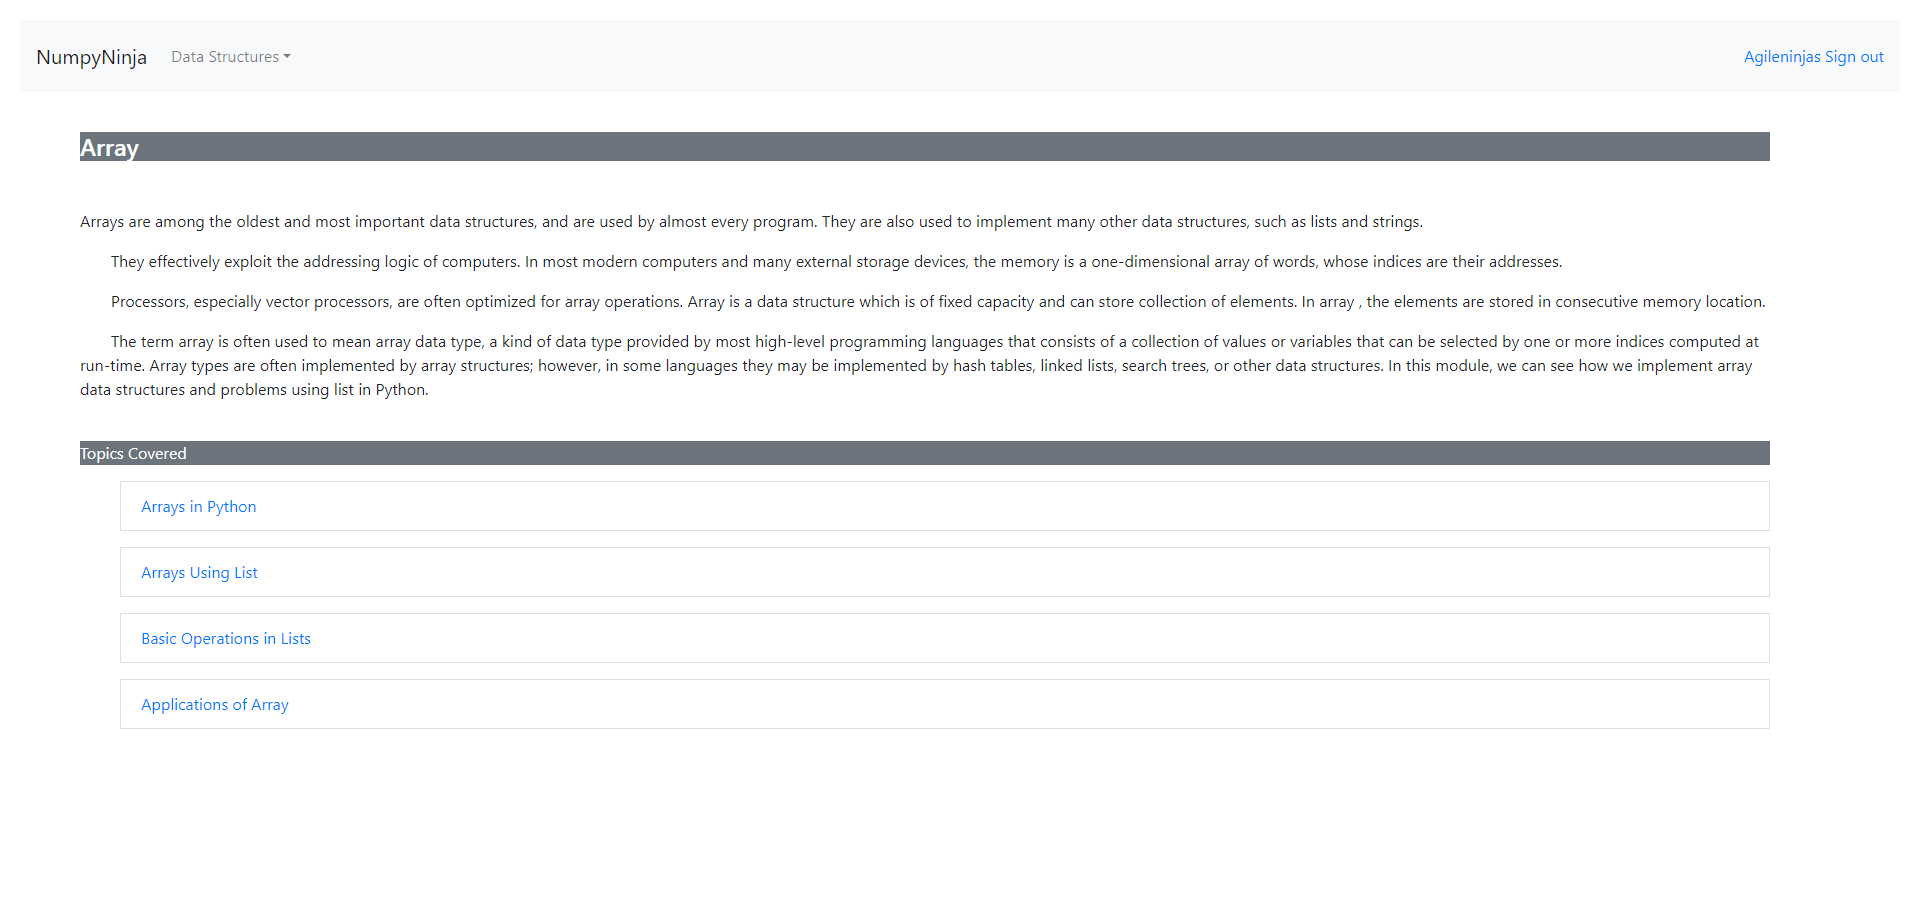 NumpyNinja Data Structures Agileninjas Sign out
Array
Arrays are among the oldest and most important data structures, and are used by almost every program. They are also used to implement many other data structures, such as lists and strings.
They effectively exploit the addressing logic of computers. In most modern computers and many external storage devices, the memory is a one-dimensional array of words, whose indices are their addresses.
Processors, especially vector processors, are often optimized for array operations. Array is a data structure which is of fixed capacity and can store collection of elements. In array , the elements are stored in consecutive memory location.
The term array is often used to mean array data type, a kind of data type provided by most high-level programming languages that consists of a collection of values or variables that can be selected by one or more indices computed at
run-time. Array types are often implemented by array structures; however, in some languages they may be implemented by hash tables, linked lists, search trees, or other data structures. In this module, we can see how we implement array
data structures and problems using list in Python.
Topics Covered
Arrays in Python
Arrays Using List
Basic Operations in Lists
Applications of Array